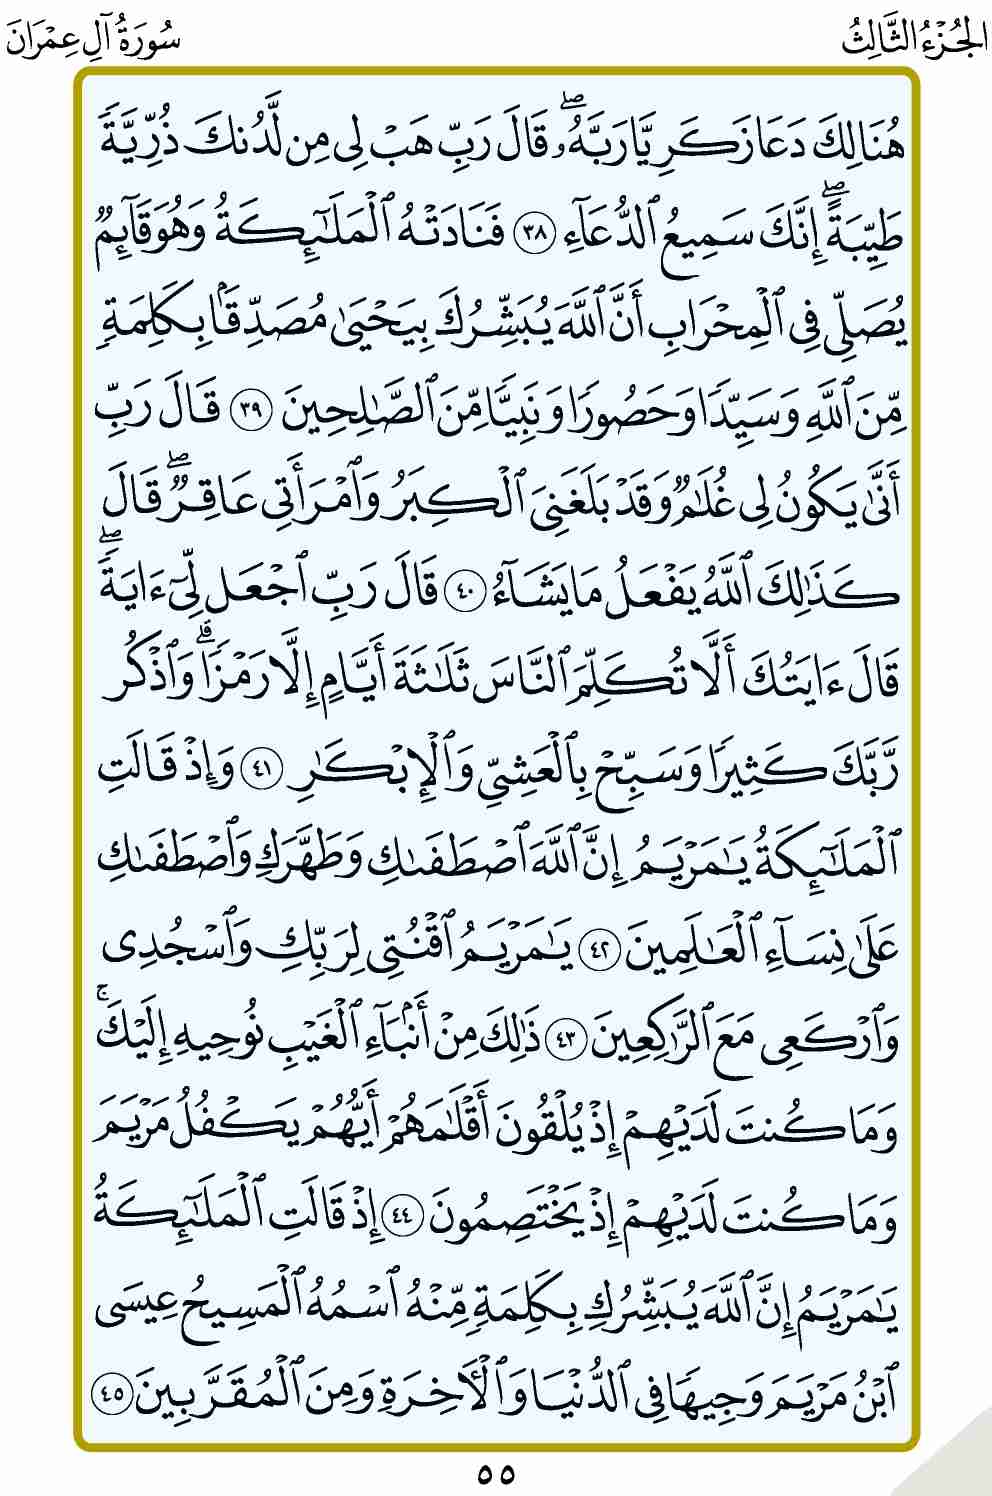 الجُزْءُ الثَّالِثُ
سُورَةُ آلِ عِمْرَانَ
هُنَالِكَ دَعَا زَكَرِيَّا رَبَّهُۥۖ قَالَ رَبِّ هَبۡ لِي مِن لَّدُنكَ ذُرِّيَّةٗ
طَيِّبَةًۖ إِنَّكَ سَمِيعُ ٱلدُّعَآءِ ٣٨ فَنَادَتۡهُ ٱلۡمَلَٰٓئِكَةُ وَهُوَ قَآئِمٞ
يُصَلِّي فِي ٱلۡمِحۡرَابِ أَنَّ ٱللَّهَ يُبَشِّرُكَ بِيَحۡيَىٰ مُصَدِّقَۢا بِكَلِمَةٖ
مِّنَ ٱللَّهِ وَسَيِّدٗا وَحَصُورٗا وَنَبِيّٗا مِّنَ ٱلصَّٰلِحِينَ ٣٩ قَالَ رَبِّ
أَنَّىٰ يَكُونُ لِي غُلَٰمٞ وَقَدۡ بَلَغَنِيَ ٱلۡكِبَرُ وَٱمۡرَأَتِي عَاقِرٞۖ قَالَ
كَذَٰلِكَ ٱللَّهُ يَفۡعَلُ مَا يَشَآءُ ٤٠ قَالَ رَبِّ ٱجۡعَل لِّيٓ ءَايَةٗۖ
قَالَ ءَايَتُكَ أَلَّا تُكَلِّمَ ٱلنَّاسَ ثَلَٰثَةَ أَيَّامٍ إِلَّا رَمۡزٗاۗ وَٱذۡكُر
رَّبَّكَ كَثِيرٗا وَسَبِّحۡ بِٱلۡعَشِيِّ وَٱلۡإِبۡكَٰرِ ٤١ وَإِذۡ قَالَتِ
ٱلۡمَلَٰٓئِكَةُ يَٰمَرۡيَمُ إِنَّ ٱللَّهَ ٱصۡطَفَىٰكِ وَطَهَّرَكِ وَٱصۡطَفَىٰكِ
عَلَىٰ نِسَآءِ ٱلۡعَٰلَمِينَ ٤٢ يَٰمَرۡيَمُ ٱقۡنُتِي لِرَبِّكِ وَٱسۡجُدِي
وَٱرۡكَعِي مَعَ ٱلرَّٰكِعِينَ ٤٣ ذَٰلِكَ مِنۡ أَنۢبَآءِ ٱلۡغَيۡبِ نُوحِيهِ إِلَيۡكَۚ
وَمَا كُنتَ لَدَيۡهِمۡ إِذۡ يُلۡقُونَ أَقۡلَٰمَهُمۡ أَيُّهُمۡ يَكۡفُلُ مَرۡيَمَ
وَمَا كُنتَ لَدَيۡهِمۡ إِذۡ يَخۡتَصِمُونَ ٤٤ إِذۡ قَالَتِ ٱلۡمَلَٰٓئِكَةُ
يَٰمَرۡيَمُ إِنَّ ٱللَّهَ يُبَشِّرُكِ بِكَلِمَةٖ مِّنۡهُ ٱسۡمُهُ ٱلۡمَسِيحُ عِيسَى
ٱبۡنُ مَرۡيَمَ وَجِيهٗا فِي ٱلدُّنۡيَا وَٱلۡأٓخِرَةِ وَمِنَ ٱلۡمُقَرَّبِينَ ٤٥
٥٥